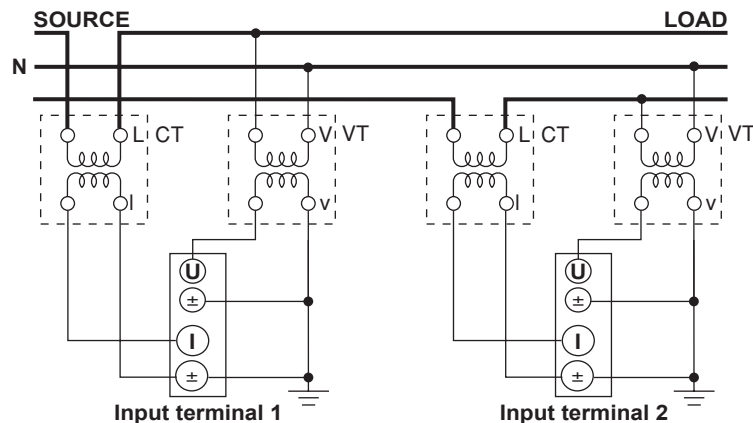 SOURCE LOAD
N
L CT V VT L CT V VT
l v l v
U U
± ±
I I
± ±
Input terminal 1 Input terminal 2